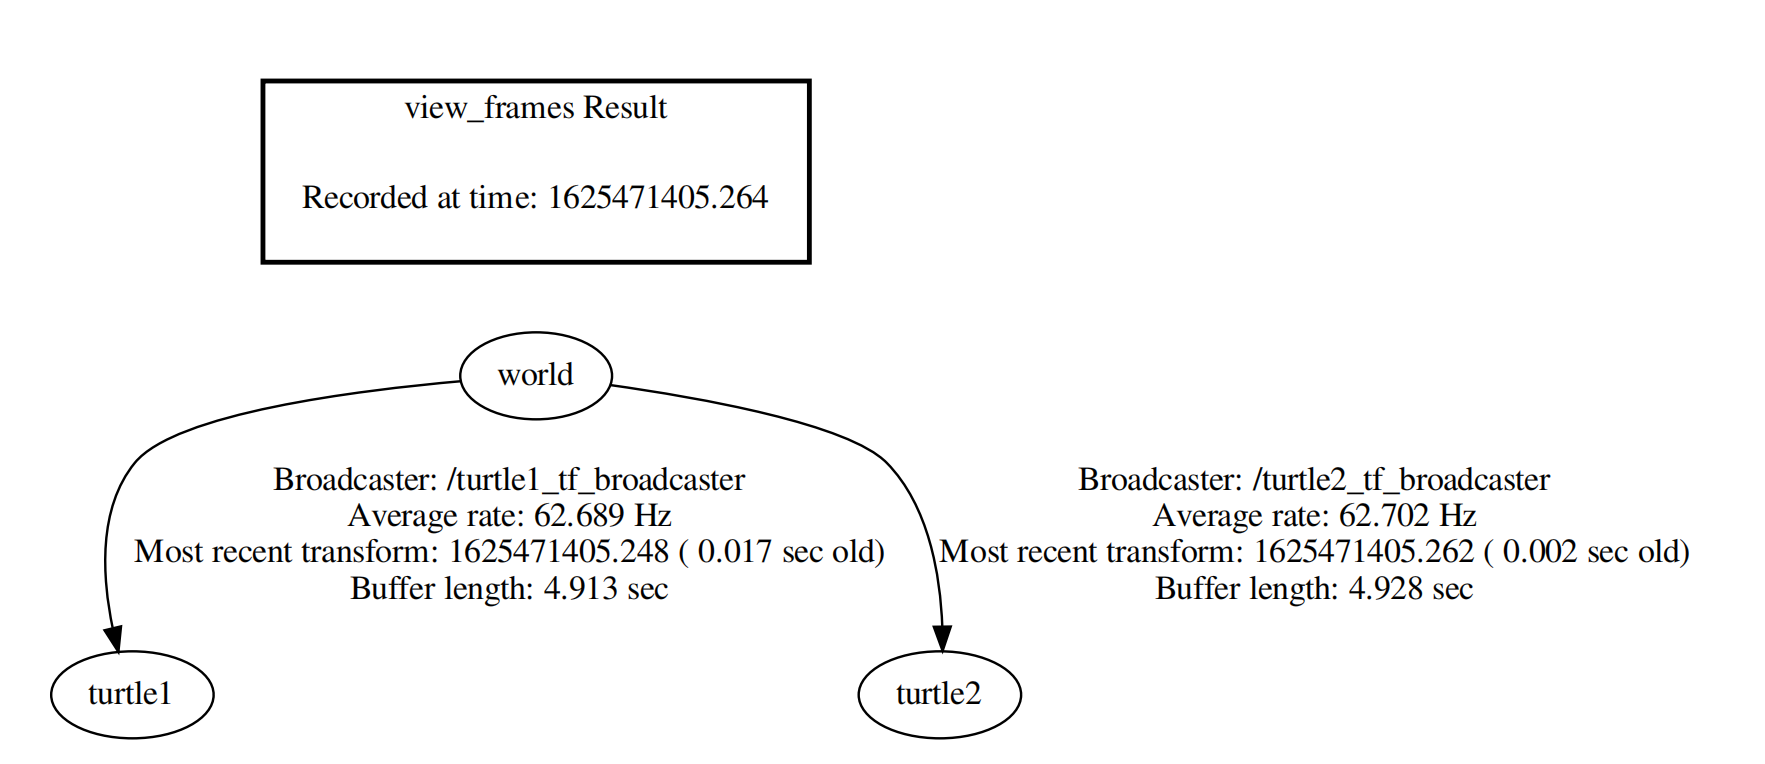 view_frames Result
Recorded at time: 1625471405.264
world
Broadcaster: /turtle1_tf_broadcaster
Average rate: 62.689 Hz
Most recent transform: 1625471405.248 ( 0.017 sec old)
Buffer length: 4.913 sec
Broadcaster: /turtle2_tf_broadcaster
Average rate: 62.702 Hz
Most recent transform: 1625471405.262 ( 0.002 sec old)
Buffer length: 4.928 sec
turtle1
turtle2